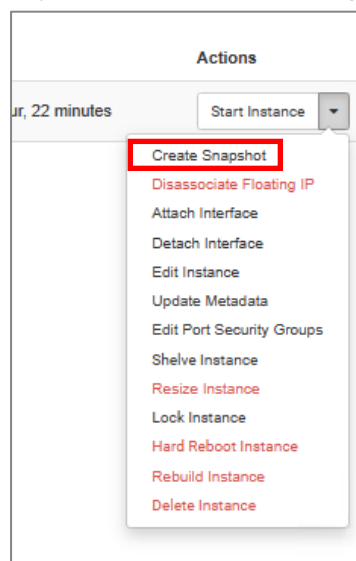 Actions
ur, 22 minutes
Start Instance
Create Snapshot
Disassociate Floating IP
Attach Interface
Detach Interface
Edit Instance
Update Metadata
Edit Port Security Groups
Shelve Instance
Resize Instance
Lock Instance
Hard Reboot Instance
Rebuild Instance
Delete Instance